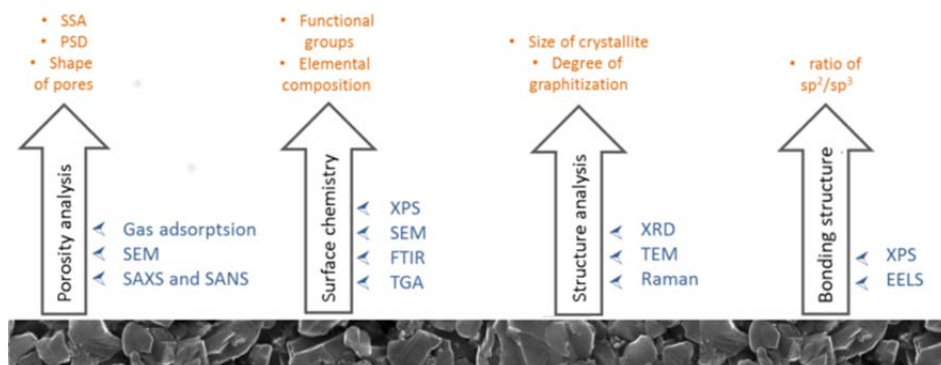 • SSA
• PSD
• Shape
of pores
Porosity analysis
Gas adsorptsion
SEM
SAXS and SANS
• Functional
groups
• Elemental
composition
Surface chemistry
XPS
SEM
FTIR
TGA
• Size of crystallite
• Degree of
graphitization
Structure analysis
XRD
TEM
Raman
• ratio of
sp²/sp³
Bonding structure
XPS
EELS